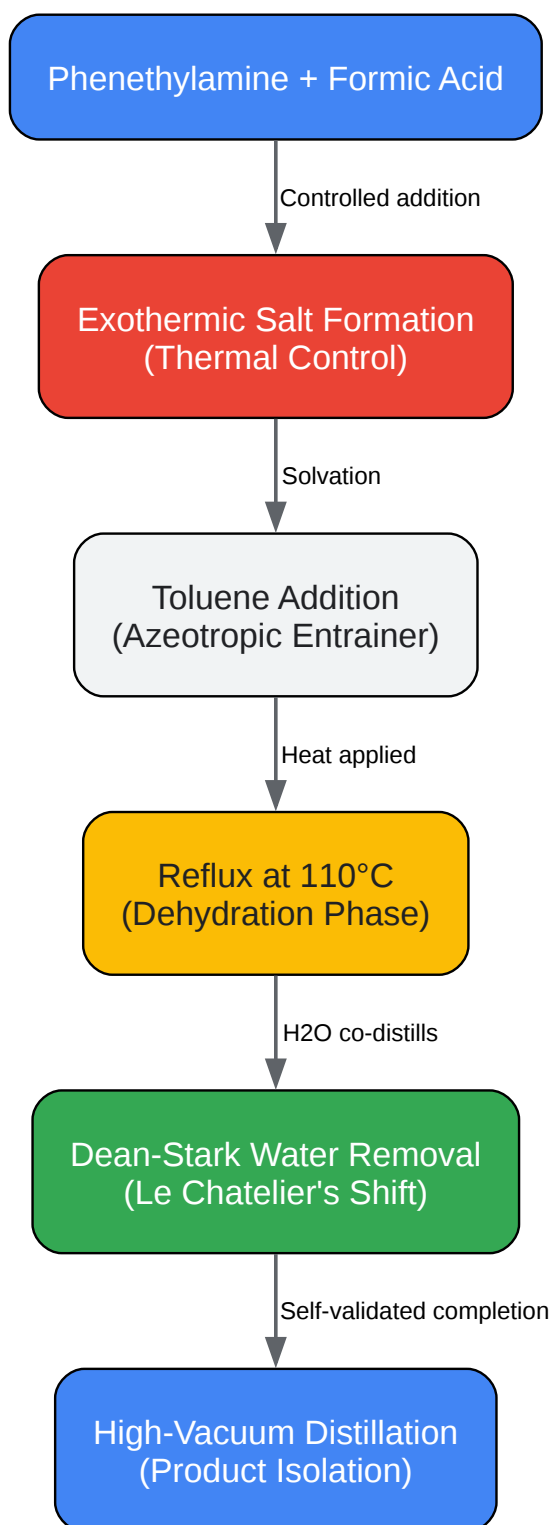 Phenethylamine + Formic Acid
Controlled addition
Exothermic Salt Formation
(Thermal Control)
Solvation
Toluene Addition
(Azeotropic Entrainer)
Heat applied
Reflux at 110°C
(Dehydration Phase)
H2O co-distills
Dean-Stark Water Removal
(Le Chatelier's Shift)
Self-validated completion
High-Vacuum Distillation
(Product Isolation)